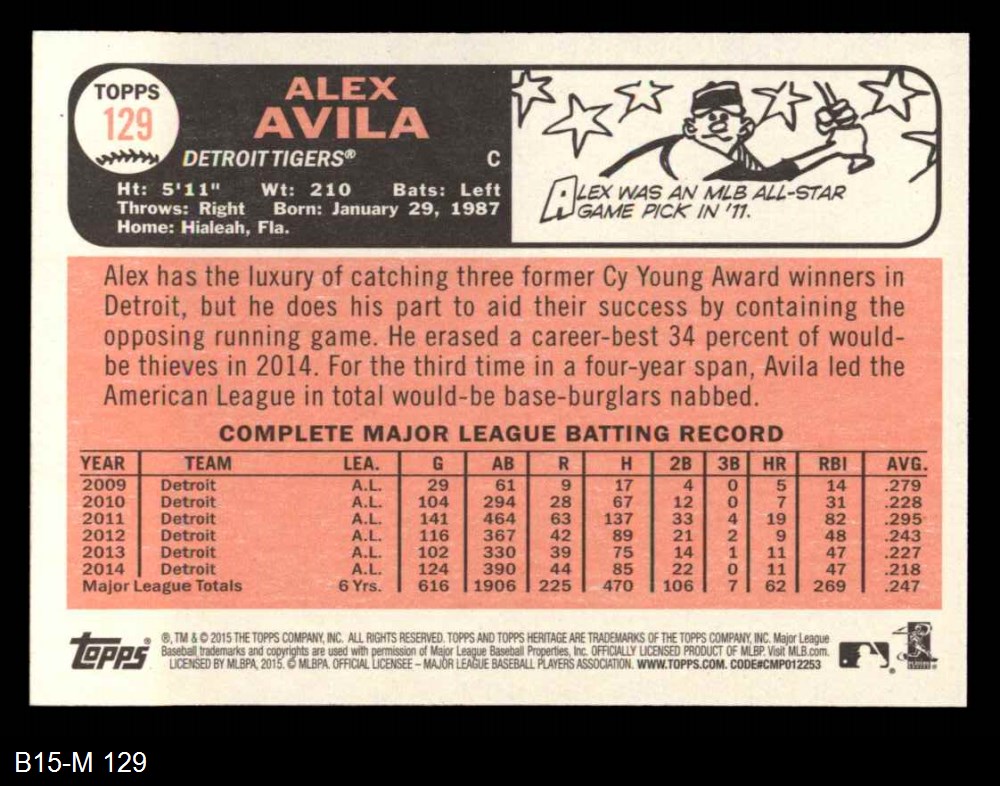 TOPPS
129
ALEX
AVILA
DETROIT TIGERS® C
Ht: 5'11" Wt: 210 Bats: Left
Throws: Right Born: January 29, 1987
Home: Hialeah, Fla.
ALEX WAS AN MLB ALL-STAR
GAME PICK IN '11.
Alex has the luxury of catching three former Cy Young Award winners in
Detroit, but he does his part to aid their success by containing the
opposing running game. He erased a career-best 34 percent of would-
be thieves in 2014. For the third time in a four-year span, Avila led the
American League in total would-be base-burglars nabbed.
COMPLETE MAJOR LEAGUE BATTING RECORD
YEAR TEAM LEA. G AB R H 2B 3B HR RBI AVG.
2009 Detroit A.L. 29 61 9 17 4 0 5 14 .279
2010 Detroit A.L. 104 294 28 67 12 0 7 31 .228
2011 Detroit A.L. 141 464 63 137 33 4 19 82 .295
2012 Detroit A.L. 116 367 42 89 21 2 9 48 .243
2013 Detroit A.L. 102 330 39 75 14 1 11 47 .227
2014 Detroit A.L. 124 390 44 85 22 0 11 47 .218
Major League Totals 6 Yrs. 616 1906 225 470 106 7 62 269 .247
Topps®
®, TM & © 2015 THE TOPPS COMPANY, INC. ALL RIGHTS RESERVED. TOPPS AND TOPPS HERITAGE ARE TRADEMARKS OF THE TOPPS COMPANY, INC. Major League
Baseball trademarks and copyrights are used with permission of Major League Baseball Properties, Inc. OFFICIALLY LICENSED PRODUCT OF MLBP. Visit MLB.com.
LICENSED BY MLBPA, 2015. © MLBPA. OFFICIAL LICENSEE – MAJOR LEAGUE BASEBALL PLAYERS ASSOCIATION. WWW.TOPPS.COM. CODE#CMP012253
B15-M 129